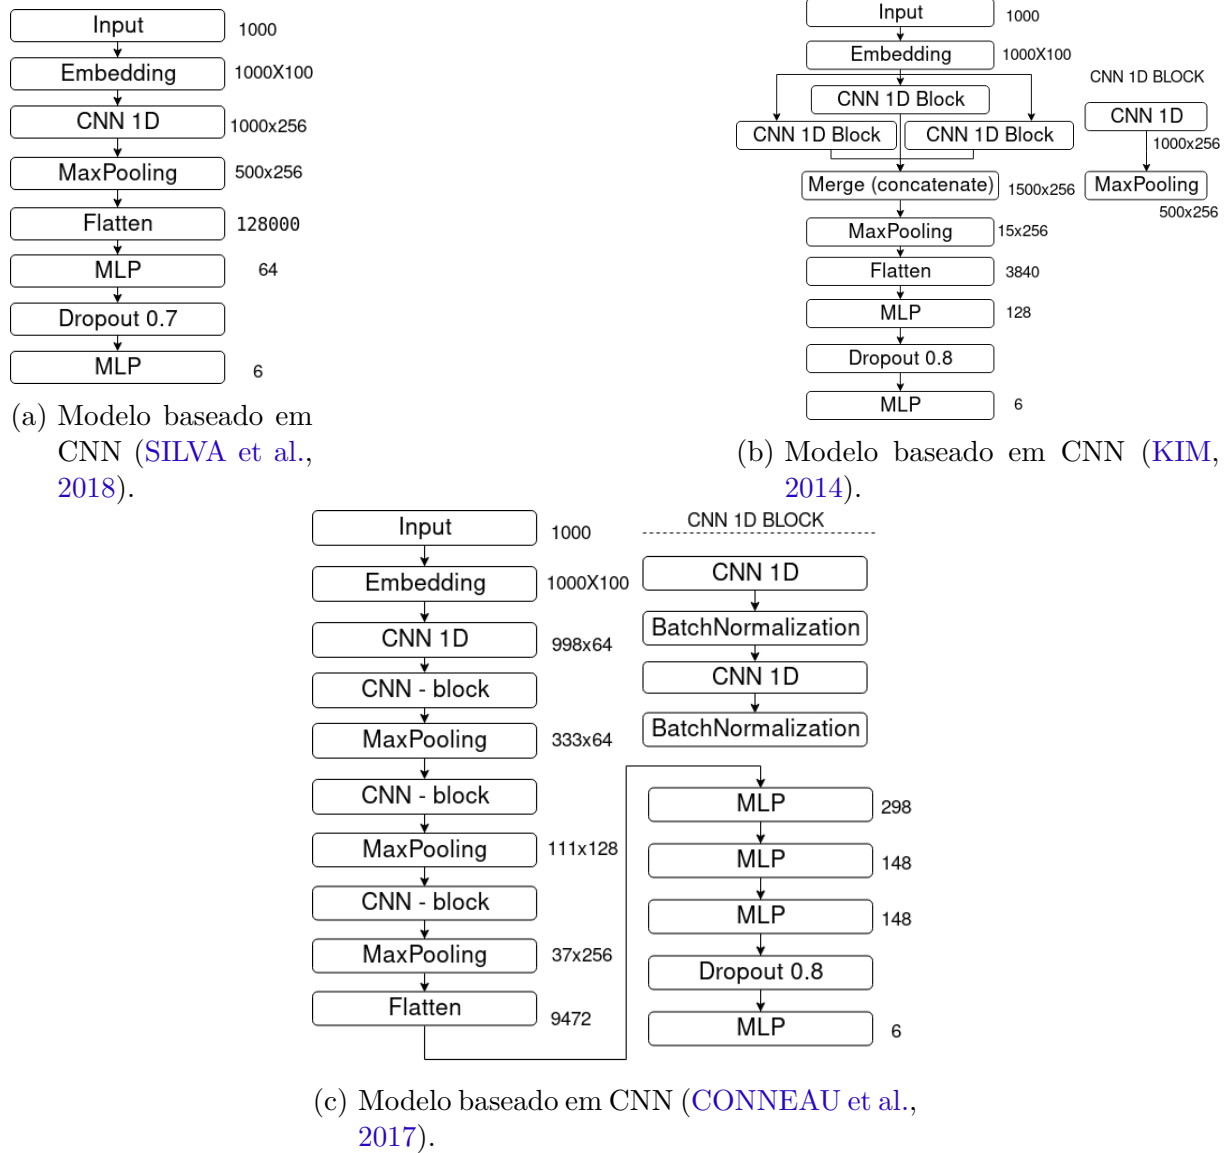 Input
1000
Embedding
1000X100
CNN 1D
1000x256
MaxPooling
500x256
Flatten
128000
MLP
64
Dropout 0.7
MLP
6
(a) Modelo baseado em
CNN (SILVA et al.,
2018).
Input
1000
Embedding
1000X100
CNN 1D Block
CNN 1D Block
CNN 1D Block
Merge (concatenate)
1500x256
MaxPooling
15x256
Flatten
3840
MLP
128
Dropout 0.8
MLP
6
CNN 1D BLOCK
CNN 1D
1000x256
MaxPooling
500x256
(b) Modelo baseado em CNN (KIM,
2014).
Input
1000
Embedding
1000X100
CNN 1D
998x64
CNN - block
MaxPooling
333x64
CNN - block
MaxPooling
111x128
CNN - block
MaxPooling
37x256
Flatten
9472
CNN 1D BLOCK
CNN 1D
BatchNormalization
CNN 1D
BatchNormalization
MLP
298
MLP
148
MLP
148
Dropout 0.8
MLP
6
(c) Modelo baseado em CNN (CONNEAU et al.,
2017).